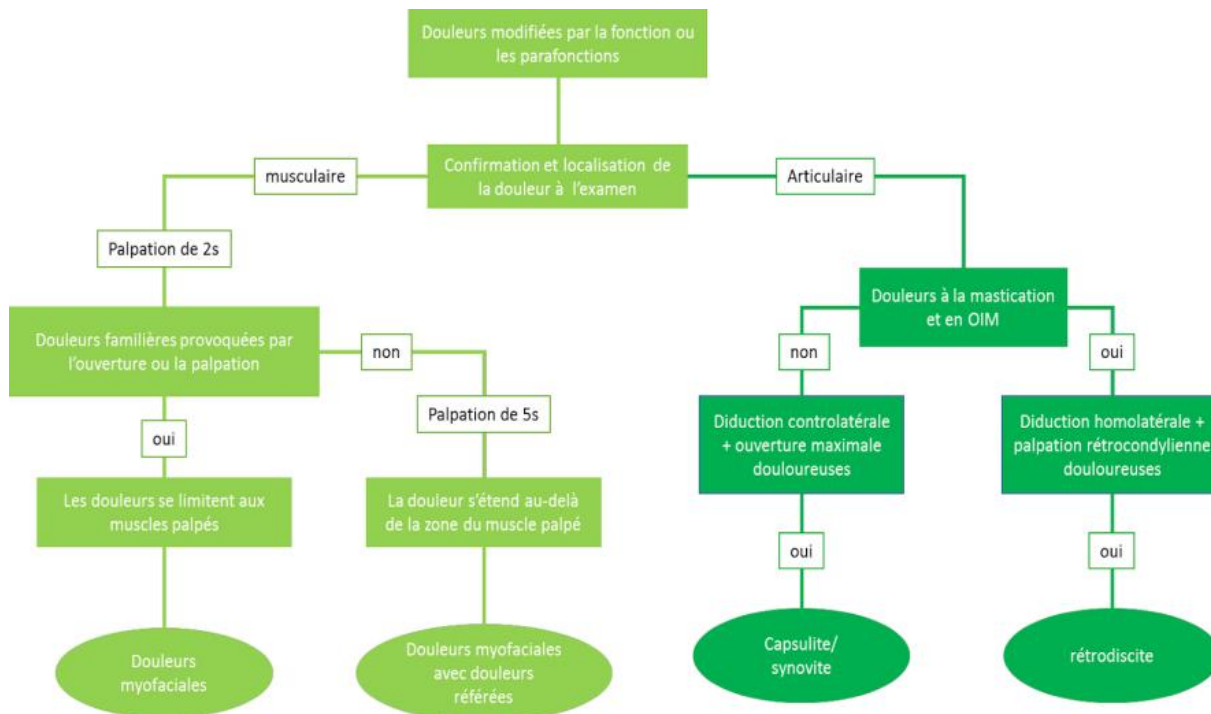 Douleurs modifiées par la fonction ou
les parafonctions
musculaire
Confirmation et localisation de
la douleur à l'examen
Articulaire
Palpation de 2s
Douleurs à la mastication
et en OIM
Douleurs familières provoquées par
l'ouverture ou la palpation
non
non
oui
Palpation de 5s
Diduction controlatérale
+ ouverture maximale
douloureuses
Diduction homolatérale +
palpation rétrocondylienne
douloureuses
oui
Les douleurs se limitent aux
muscles palpés
La douleur s'étend au-delà
de la zone du muscle palpé
oui
oui
Douleurs
myofaciales
Douleurs myofaciales
avec douleurs
référées
Capsulite/
synovite
rétrodiscite